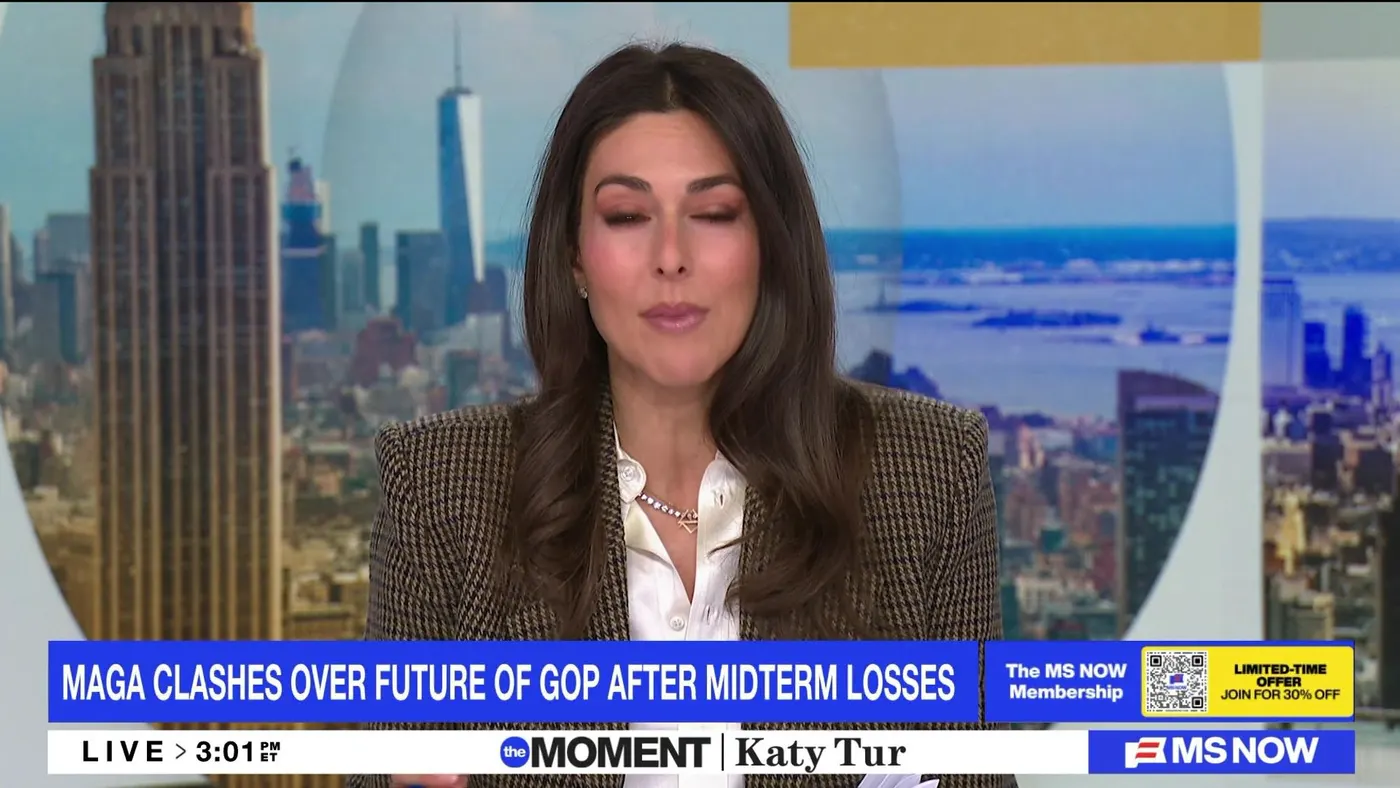 MAGA CLASHES OVER FUTURE OF GOP AFTER MIDTERM LOSSES
The MS NOW
Membership
LIMITED-TIME
OFFER
JOIN FOR 30% OFF
LIVE > 3:01 PM ET
the MOMENT | Katy Tur
MS NOW